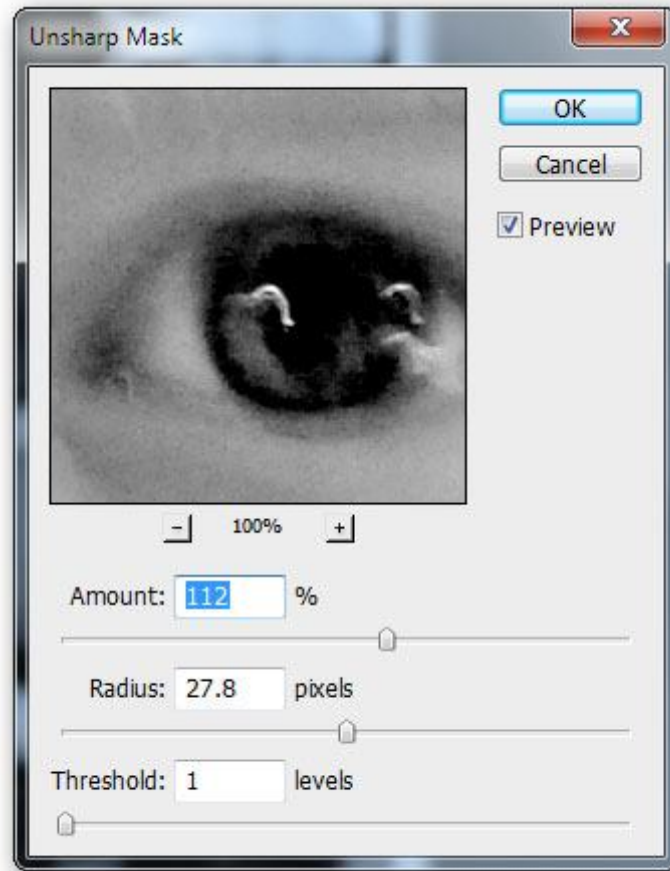 Unsharp Mask
OK
Cancel
Preview
100%
Amount: 112 %
Radius: 27.8 pixels
Threshold: 1 levels